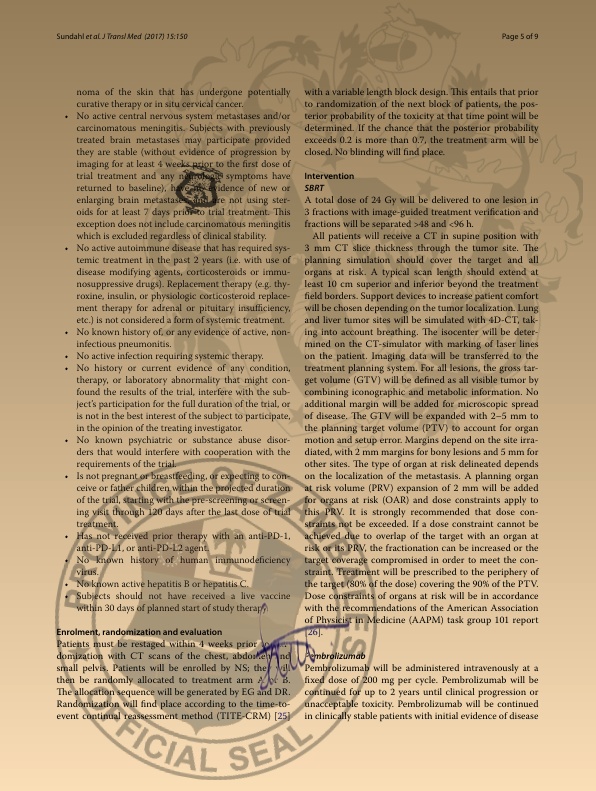 Sundahl et al. J Transl Med (2017) 15:150
Page 5 of 9
noma of the skin that has undergone potentially
curative therapy or in situ cervical cancer.
• No active central nervous system metastases and/or
carcinomatous meningitis. Subjects with previously
treated brain metastases may participate provided
they are stable (without evidence of progression by
imaging for at least 4 weeks prior to the first dose of
trial treatment and any neurologic symptoms have
returned to baseline), have no evidence of new or
enlarging brain metastases, and are not using ster-
oids for at least 7 days prior to trial treatment. This
exception does not include carcinomatous meningitis
which is excluded regardless of clinical stability.
• No active autoimmune disease that has required sys-
temic treatment in the past 2 years (i.e. with use of
disease modifying agents, corticosteroids or immu-
nosuppressive drugs). Replacement therapy (e.g. thy-
roxine, insulin, or physiologic corticosteroid replace-
ment therapy for adrenal or pituitary insufficiency,
etc.) is not considered a form of systemic treatment.
• No known history of, or any evidence of active, non-
infectious pneumonitis.
• No active infection requiring systemic therapy.
• No history or current evidence of any condition,
therapy, or laboratory abnormality that might con-
found the results of the trial, interfere with the sub-
ject's participation for the full duration of the trial, or
is not in the best interest of the subject to participate,
in the opinion of the treating investigator.
• No known psychiatric or substance abuse disor-
ders that would interfere with cooperation with the
requirements of the trial.
• Is not pregnant or breastfeeding, or expecting to con-
ceive or father children within the projected duration
of the trial, starting with the pre-screening or screen-
ing visit through 120 days after the last dose of trial
treatment.
• Has not received prior therapy with an anti-PD-1,
anti-PD-L1, or anti-PD-L2 agent.
• No known history of human immunodeficiency
virus.
• No known active hepatitis B or hepatitis C.
• Subjects should not have received a live vaccine
within 30 days of planned start of study therapy.
Enrolment, randomization and evaluation
Patients must be restaged within 4 weeks prior to ran-
domization with CT scans of the chest, abdomen and
small pelvis. Patients will be enrolled by NS; they will
then be randomly allocated to treatment arm A or B.
The allocation sequence will be generated by EG and DR.
Randomization will find place according to the time-to-
event continual reassessment method (TITE-CRM) [25]
with a variable length block design. This entails that prior
to randomization of the next block of patients, the pos-
terior probability of the toxicity at that time point will be
determined. If the chance that the posterior probability
exceeds 0.2 is more than 0.7, the treatment arm will be
closed. No blinding will find place.
Intervention
SBRT
A total dose of 24 Gy will be delivered to one lesion in
3 fractions with image-guided treatment verification and
fractions will be separated >48 and <96 h.
All patients will receive a CT in supine position with
3 mm CT slice thickness through the tumor site. The
planning simulation should cover the target and all
organs at risk. A typical scan length should extend at
least 10 cm superior and inferior beyond the treatment
field borders. Support devices to increase patient comfort
will be chosen depending on the tumor localization. Lung
and liver tumor sites will be simulated with 4D-CT, tak-
ing into account breathing. The isocenter will be deter-
mined on the CT-simulator with marking of laser lines
on the patient. Imaging data will be transferred to the
treatment planning system. For all lesions, the gross tar-
get volume (GTV) will be defined as all visible tumor by
combining iconographic and metabolic information. No
additional margin will be added for microscopic spread
of disease. The GTV will be expanded with 2–5 mm to
the planning target volume (PTV) to account for organ
motion and setup error. Margins depend on the site irra-
diated, with 2 mm margins for bony lesions and 5 mm for
other sites. The type of organ at risk delineated depends
on the localization of the metastasis. A planning organ
at risk volume (PRV) expansion of 2 mm will be added
for organs at risk (OAR) and dose constraints apply to
this PRV. It is strongly recommended that dose con-
straints not be exceeded. If a dose constraint cannot be
achieved due to overlap of the target with an organ at
risk or its PRV, the fractionation can be increased or the
target coverage compromised in order to meet the con-
straint. Treatment will be prescribed to the periphery of
the target (80% of the dose) covering the 90% of the PTV.
Dose constraints of organs at risk will be in accordance
with the recommendations of the American Association
of Physicist in Medicine (AAPM) task group 101 report
[26].
Pembrolizumab
Pembrolizumab will be administered intravenously at a
fixed dose of 200 mg per cycle. Pembrolizumab will be
continued for up to 2 years until clinical progression or
unacceptable toxicity. Pembrolizumab will be continued
in clinically stable patients with initial evidence of disease
OFFICIAL SEAL